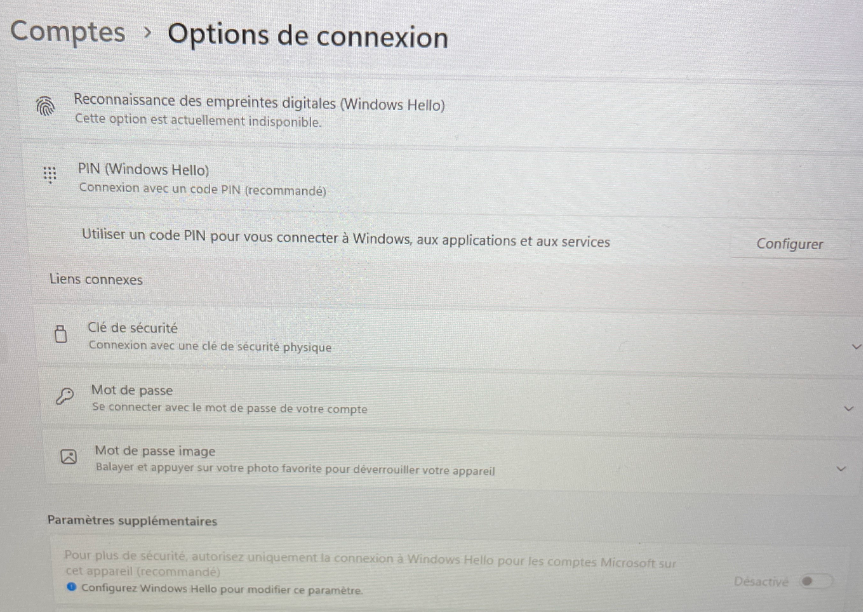 Comptes > Options de connexion
Reconnaissance des empreintes digitales (Windows Hello)
Cette option est actuellement indisponible.
PIN (Windows Hello)
Connexion avec un code PIN (recommandé)
Utiliser un code PIN pour vous connecter à Windows, aux applications et aux services
Configurer
Liens connexes
Clé de sécurité
Connexion avec une clé de sécurité physique
Mot de passe
Se connecter avec le mot de passe de votre compte
Mot de passe image
Balayer et appuyer sur votre photo favorite pour déverrouiller votre appareil
Paramètres supplémentaires
Pour plus de sécurité, autorisez uniquement la connexion à Windows Hello pour les comptes Microsoft sur
cet appareil (recommandé)
Désactivé
Configurez Windows Hello pour modifier ce paramètre.